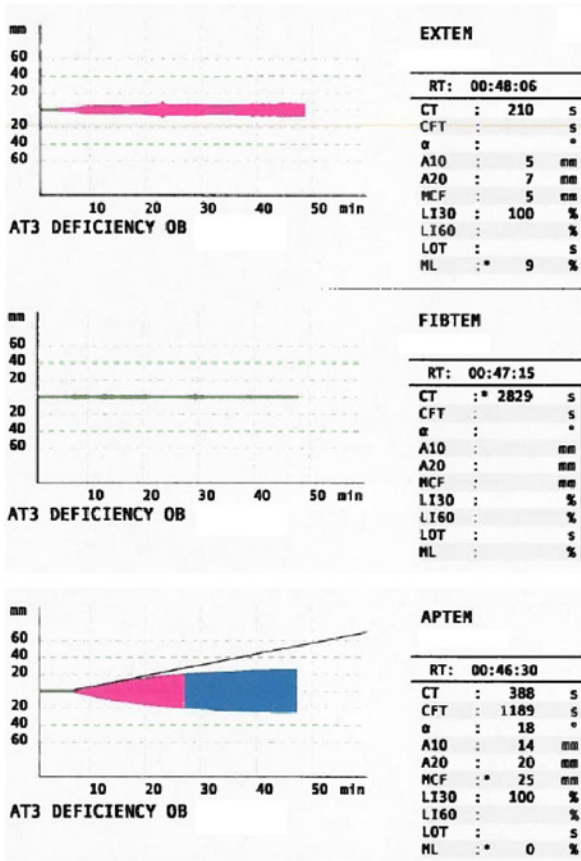 mm
60
40
20
20
40
60
10 20 30 40 50 min
AT3 DEFICIENCY OB
EXTEM
RT: 00:48:06
CT : 210 s
CFT : s
α : °
A10 : 5 mm
A20 : 7 mm
MCF : 5 mm
LI30 : 100 %
LI60 : %
LOT : s
ML :* 9 %
mm
60
40
20
20
40
60
10 20 30 40 50 min
AT3 DEFICIENCY OB
FIBTEM
RT: 00:47:15
CT :* 2829 s
CFT : s
α : °
A10 : mm
A20 : mm
MCF : mm
LI30 : %
LI60 : %
LOT : s
ML : %
mm
60
40
20
20
40
60
10 20 30 40 50 min
AT3 DEFICIENCY OB
APTEM
RT: 00:46:30
CT : 388 s
CFT : 1189 s
α : 18 °
A10 : 14 mm
A20 : 20 mm
MCF :* 25 mm
LI30 : 100 %
LI60 : %
LOT : s
ML :* 0 %